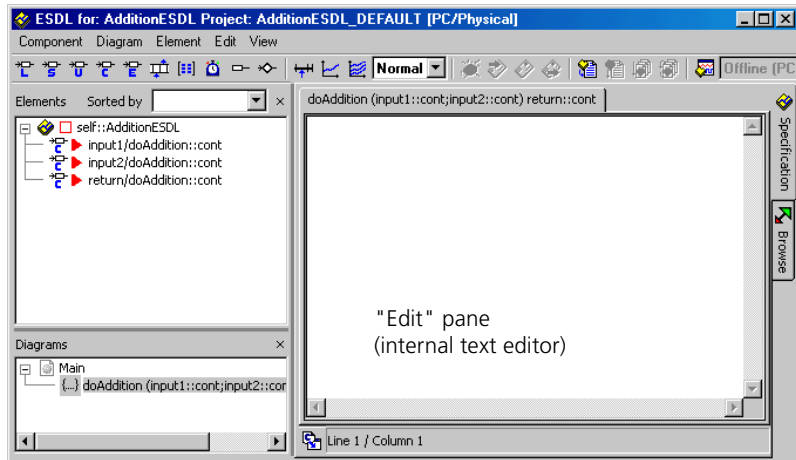 ESDL for: AdditionESDL Project: AdditionESDL_DEFAULT [PC/Physical]
Component Diagram Element Edit View
L S U C E Normal Offline (PC
Elements Sorted by
self::AdditionESDL
C input1/doAddition::cont
C input2/doAddition::cont
C return/doAddition::cont
Diagrams
Main
{...} doAddition (input1::cont;input2::cor
doAddition (input1::cont;input2::cont) return::cont
"Edit" pane
(internal text editor)
Line 1 / Column 1
Specification
Browse